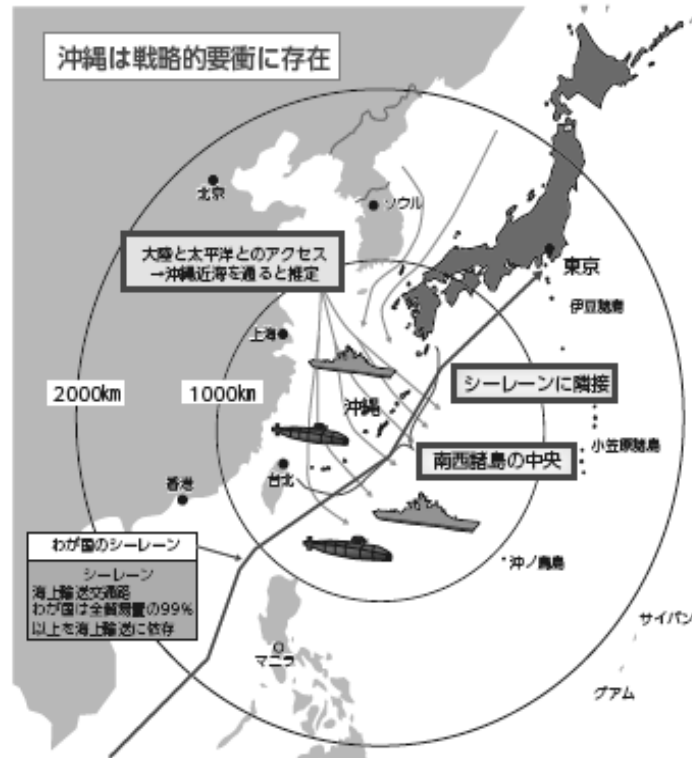 沖縄は戦略的要衝に存在
北京
ソウル
大陸と太平洋とのアクセス
→沖縄近海を通ると推定
東京
伊豆諸島
上海
2000km
1000km
シーレーンに隣接
沖縄
小笠原諸島
南西諸島の中央
台北
香港
わが国のシーレーン
シーレーン
海上輸送交通路
わが国は全貿易量の99%
以上を海上輸送に依存
沖ノ鳥島
サイパン
マニラ
グアム